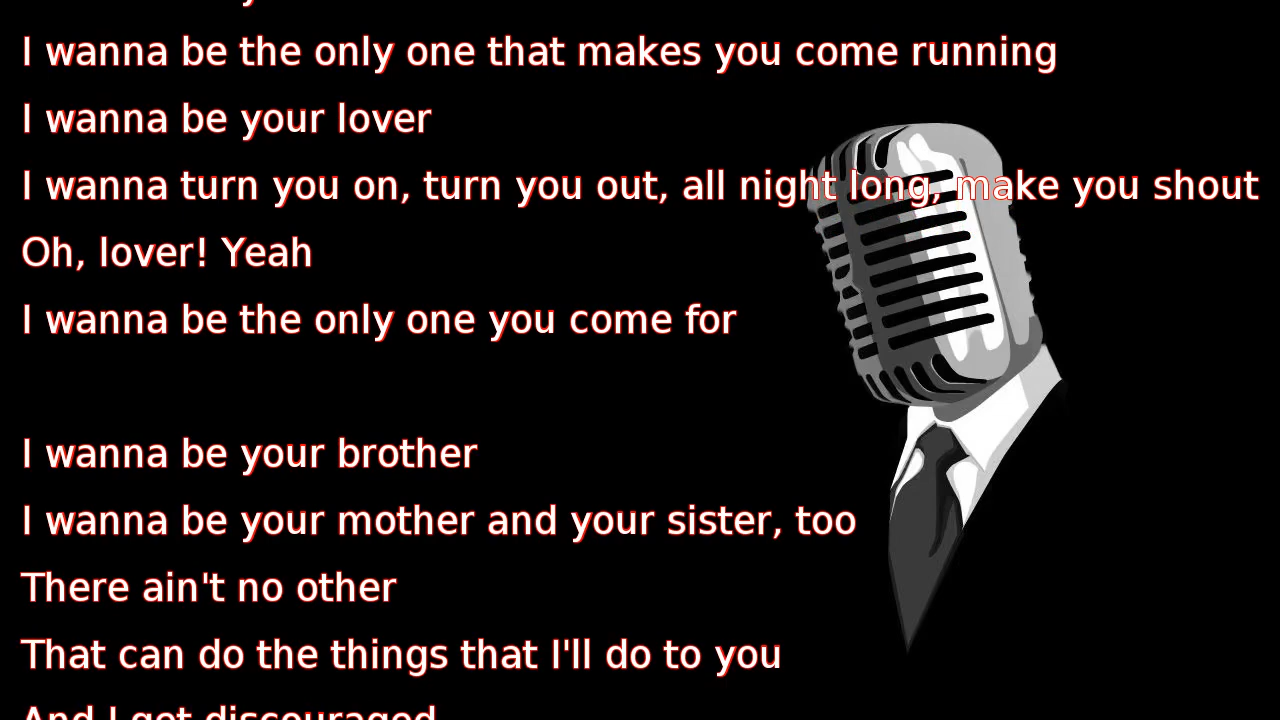 I wanna be the only one that makes you come running
I wanna be your lover
I wanna turn you on, turn you out, all night long, make you shout
Oh, lover! Yeah
I wanna be the only one you come for
I wanna be your brother
I wanna be your mother and your sister, too
There ain't no other
That can do the things that I'll do to you
And I get discouraged